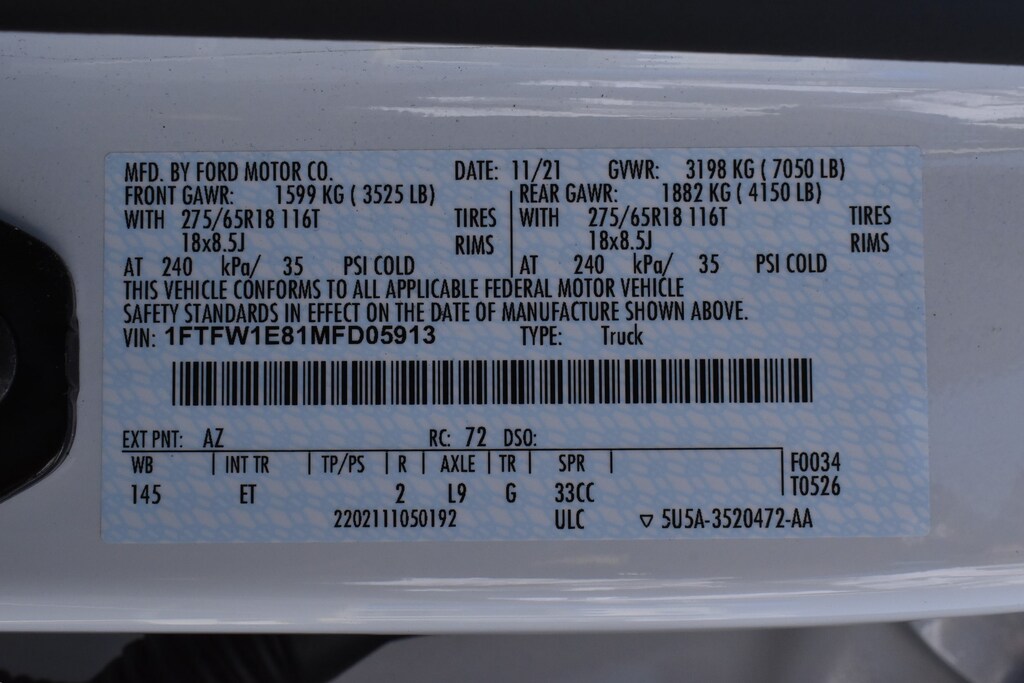 MFD. BY FORD MOTOR CO. DATE: 11/21 GVWR: 3198 KG ( 7050 LB)
FRONT GAWR: 1599 KG ( 3525 LB) REAR GAWR: 1882 KG ( 4150 LB)
WITH 275/65R18 116T TIRES WITH 275/65R18 116T TIRES
18x8.5J RIMS 18x8.5J RIMS
AT 240 kPa/ 35 PSI COLD AT 240 kPa/ 35 PSI COLD
THIS VEHICLE CONFORMS TO ALL APPLICABLE FEDERAL MOTOR VEHICLE
SAFETY STANDARDS IN EFFECT ON THE DATE OF MANUFACTURE SHOWN ABOVE.
VIN: 1FTFW1E81MFD05913 TYPE: Truck
EXT PNT: AZ RC: 72 DSO:
WB INT TR TP/PS R AXLE TR SPR F0034
145 ET 2 L9 G 33CC T0526
2202111050192 ULC ▽ 5U5A-3520472-AA